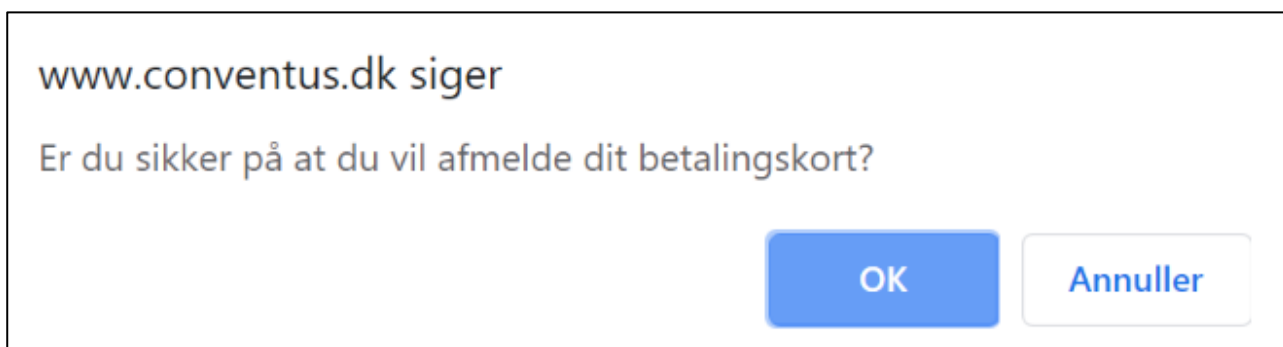 www.conventus.dk siger
Er du sikker på at du vil afmelde dit betalingskort?
OK Annuller